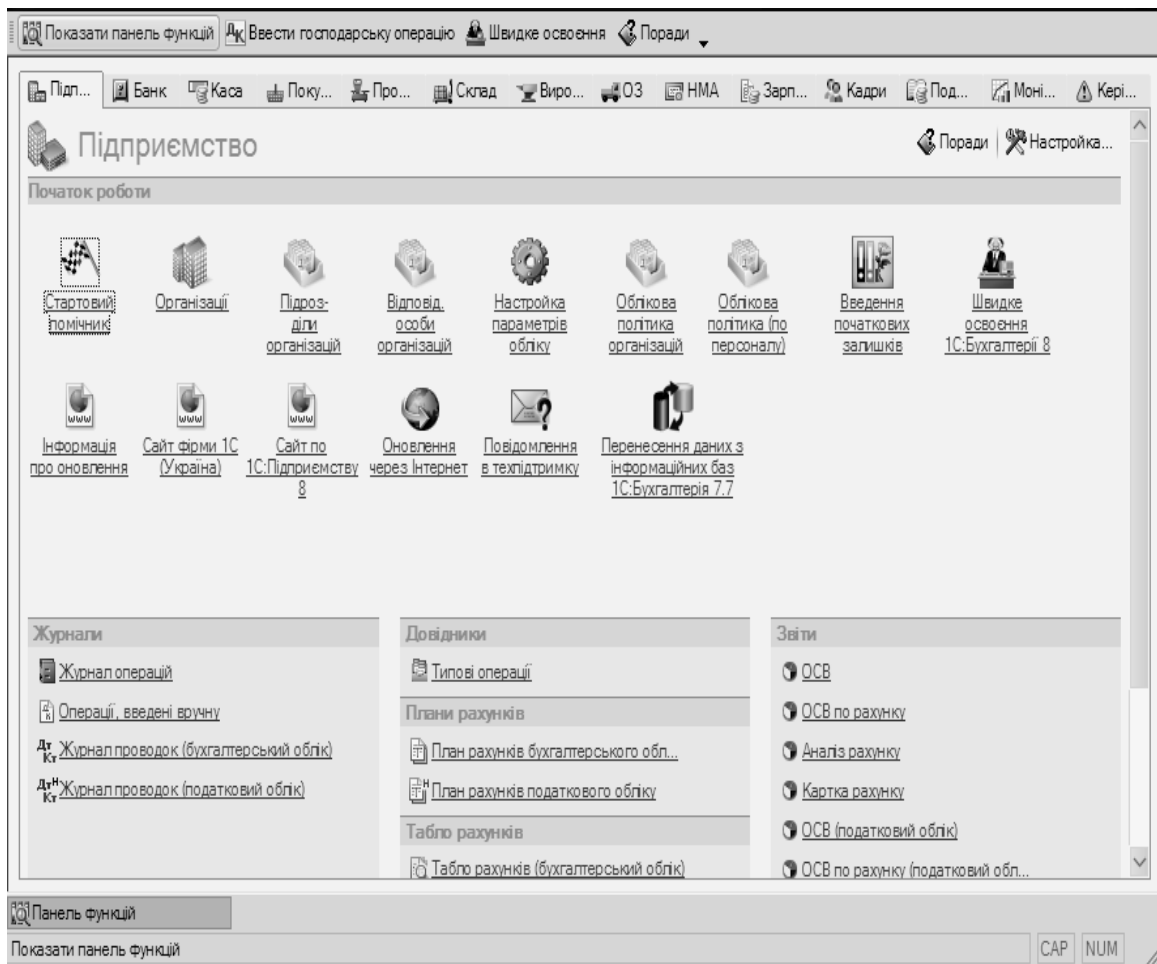 Показати панель функцій Ввести господарську операцію Швидке освоєння Поради
Підп... Банк Каса Поку... Про... Склад Виро... ОЗ НМА Зарп... Кадри Под... Моні... Кері...
Підприємство Поради Настройка...
Початок роботи
Стартовий Організації Підроз- Відповід. Настройка Облікова Облікова Введення Швидке
помічник діли особи параметрів політика політика (по початкових освоєння
організацій організацій обліку організацій персоналу) залишків 1С:Бухгалтерії 8
Інформація Сайт фірми 1С Сайт по Оновлення Повідомлення Перенесення даних з
про оновлення (Україна) 1С:Підприємству через Інтернет в техпідтримку інформаційних баз
8 1С:Бухгалтерія 7.7
Журнали Довідники Звіти
Журнал операцій Типові операції ОСВ
Операції, введені вручну Плани рахунків ОСВ по рахунку
Журнал проводок (бухгалтерський облік) План рахунків бухгалтерського обл... Аналіз рахунку
Журнал проводок (податковий облік) План рахунків податкового обліку Картка рахунку
Табло рахунків ОСВ (податковий облік)
Табло рахунків (бухгалтерський облік) ОСВ по рахунку (податковий обл...
Панель функцій
Показати панель функцій CAP NUM